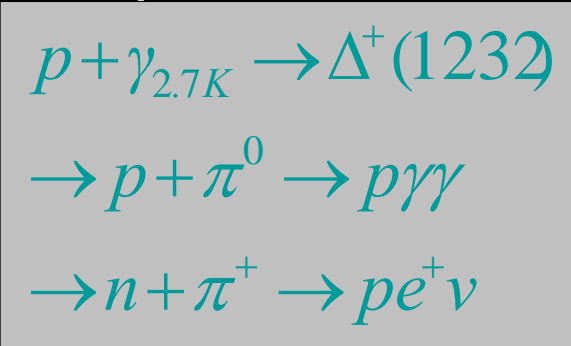 p + γ₂.₇K → Δ⁺(1232)
→ p + π⁰ → pγγ
→ n + π⁺ → pe⁺ν